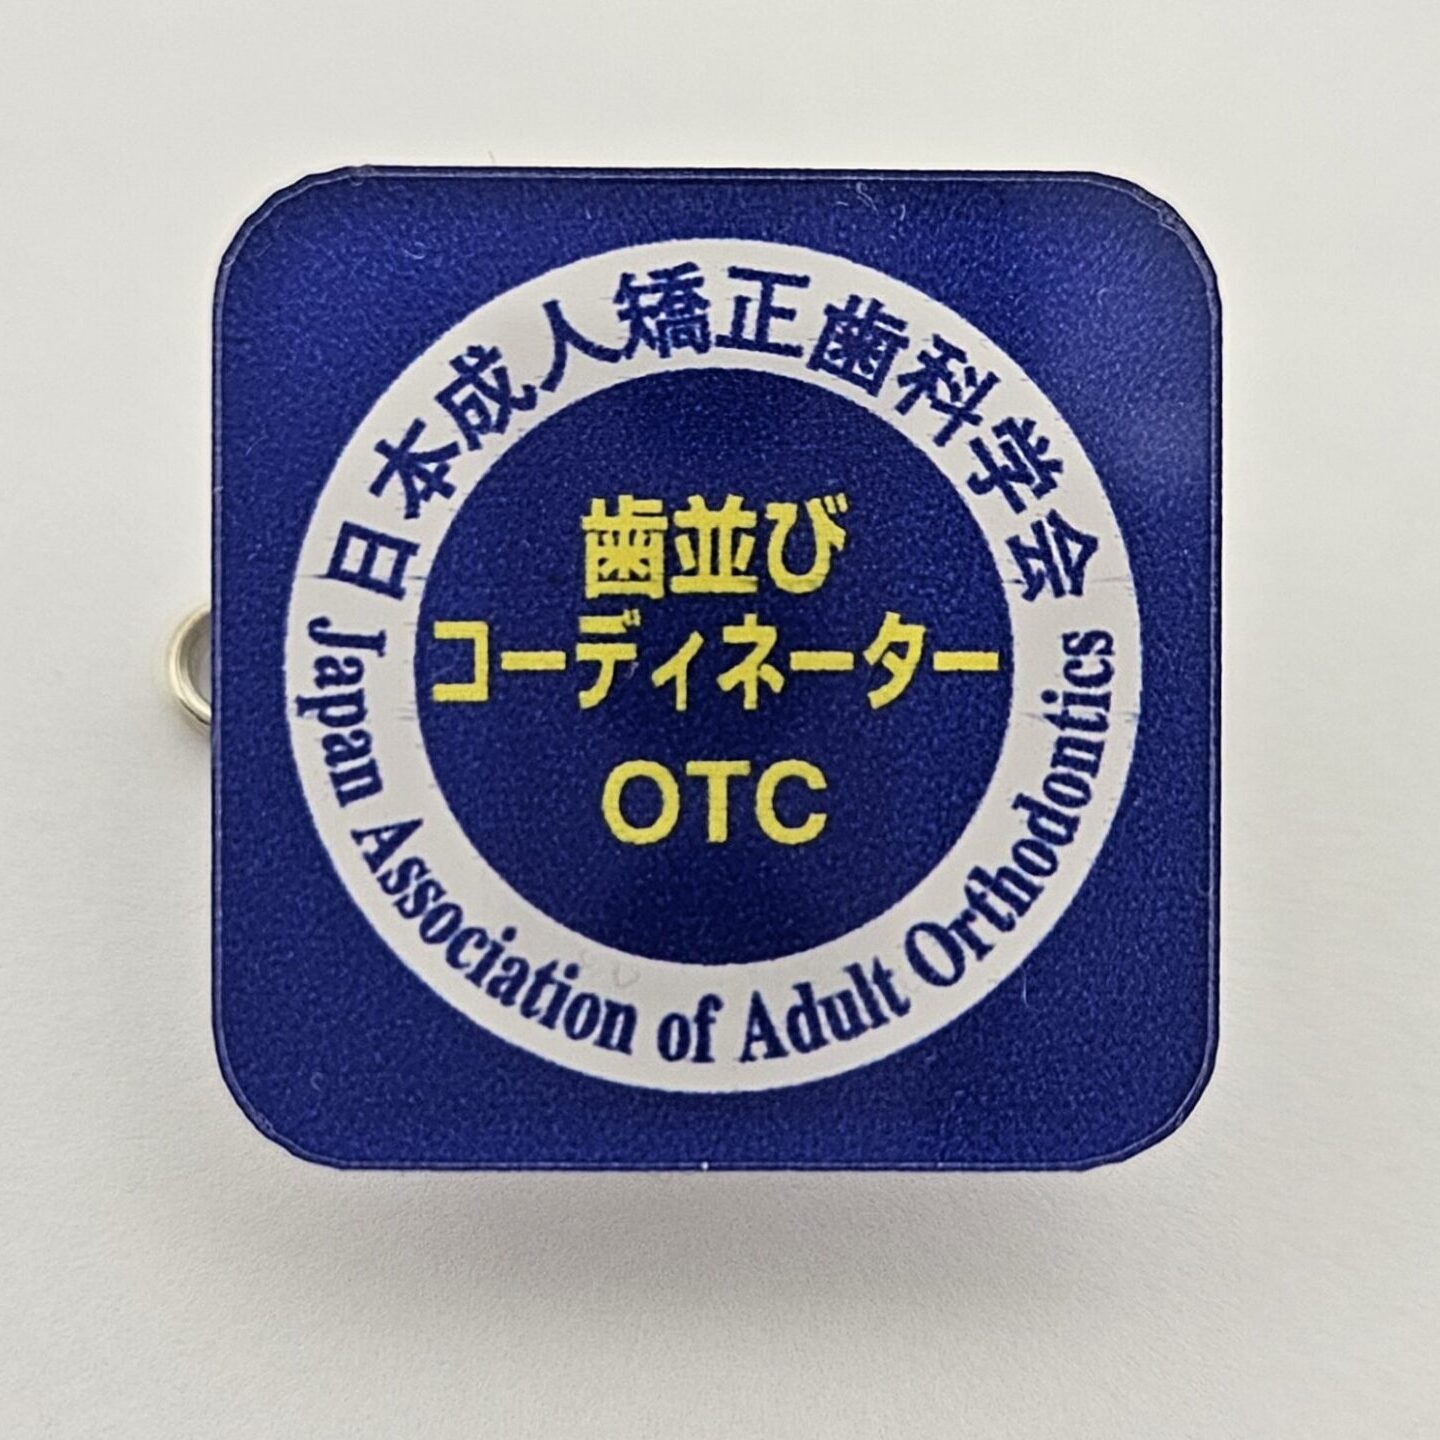 日本成人矯正歯科学会
歯並び
コーディネーター
OTC
Japan Association of Adult Orthodontics